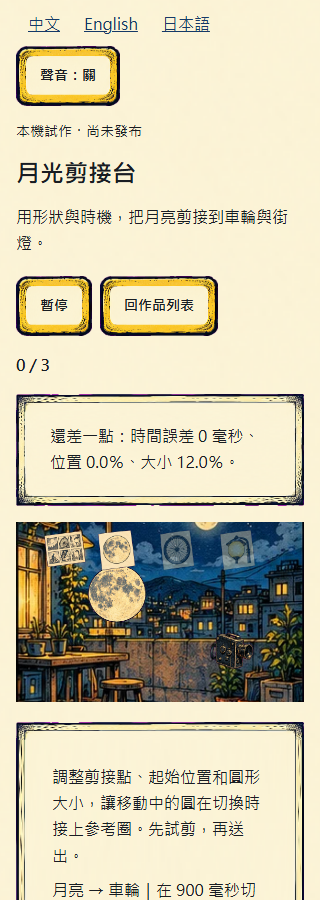 中文 English 日本語
聲音：關
本機試作・尚未發布
月光剪接台
用形狀與時機，把月亮剪接到車輪與街
燈。
暫停 回作品列表
0 / 3
還差一點：時間誤差 0 毫秒、
位置 0.0%、大小 12.0%。
調整剪接點、起始位置和圓形
大小，讓移動中的圓在切換時
接上參考圈。先試剪，再送
出。
月亮 → 車輪｜在 900 毫秒切